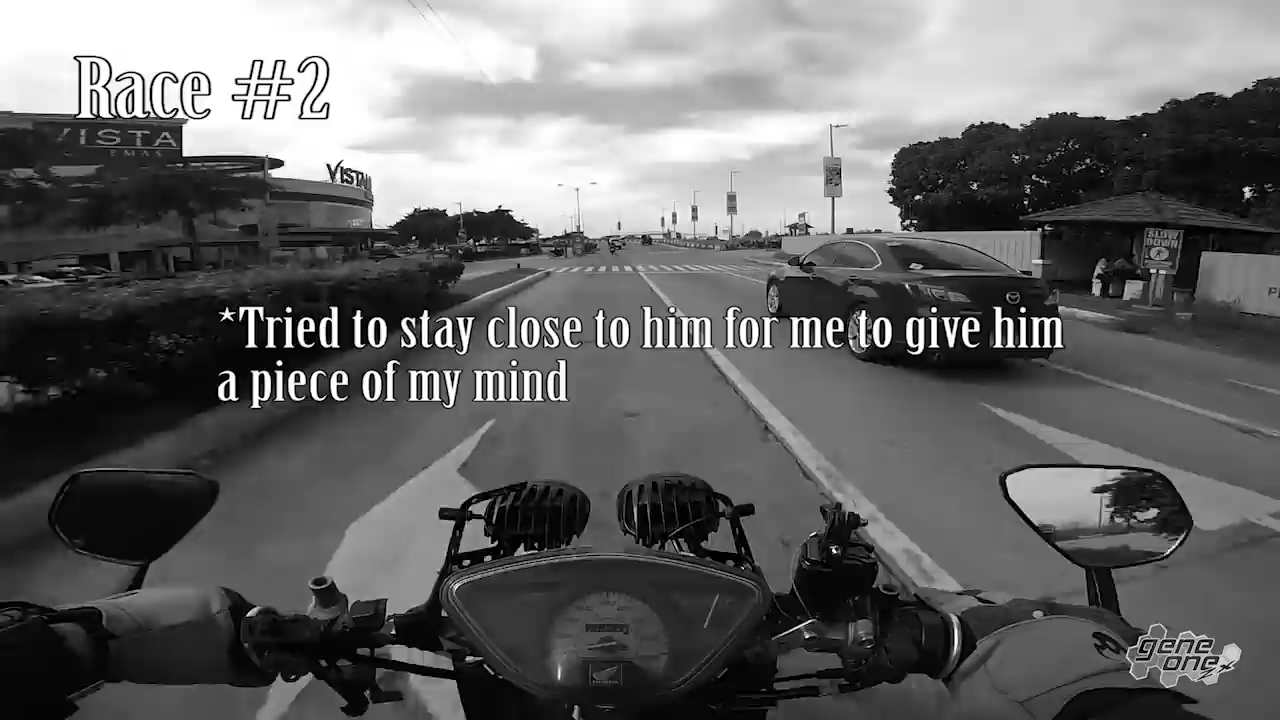 Race #2
VISTA
VISTA
*Tried to stay close to him for me to give him
a piece of my mind
SLOW
DOWN
HONDA
gene
one